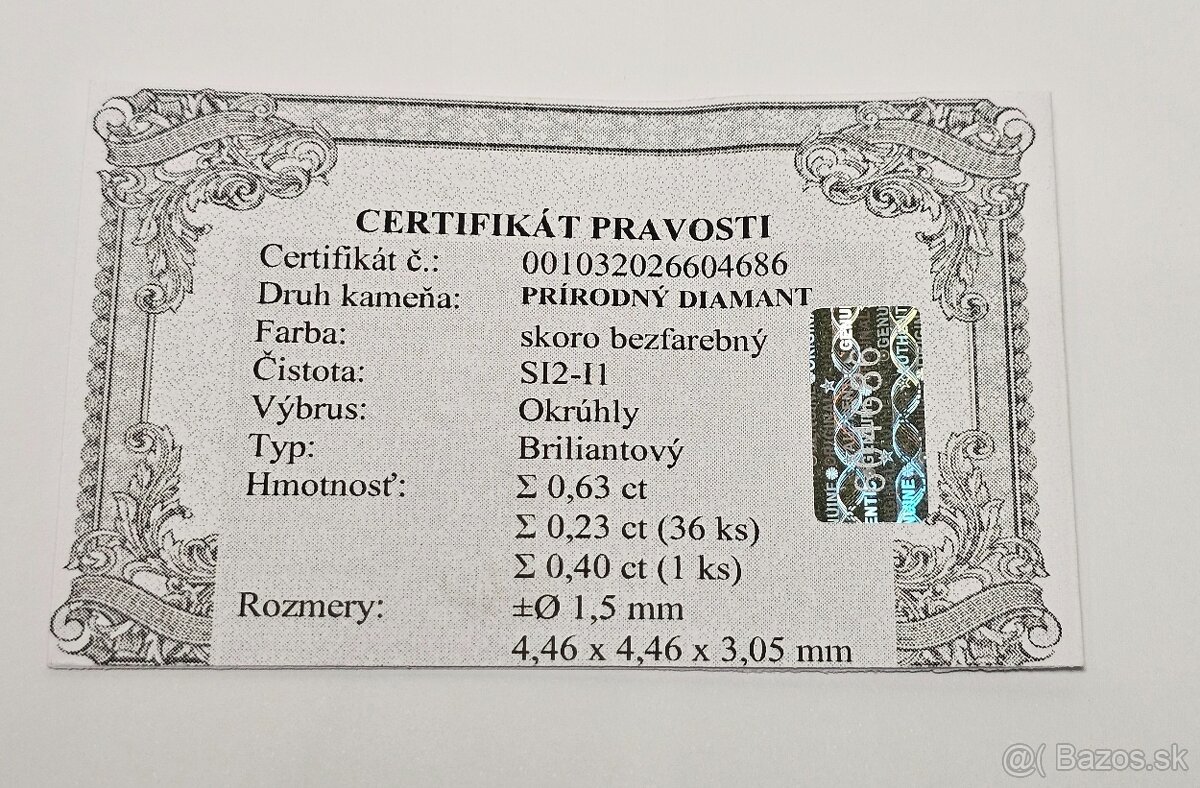 CERTIFIKÁT PRAVOSTI
Certifikát č.: 001032026604686
Druh kameňa: PRÍRODNÝ DIAMANT
Farba: skoro bezfarebný
Čistota: SI2-I1
Výbrus: Okrúhly
Typ: Briliantový
Hmotnosť: Σ 0,63 ct
Σ 0,23 ct (36 ks)
Σ 0,40 ct (1 ks)
Rozmery: ±Ø 1,5 mm
4,46 x 4,46 x 3,05 mm
604686
GENUINE
@( Bazos.sk